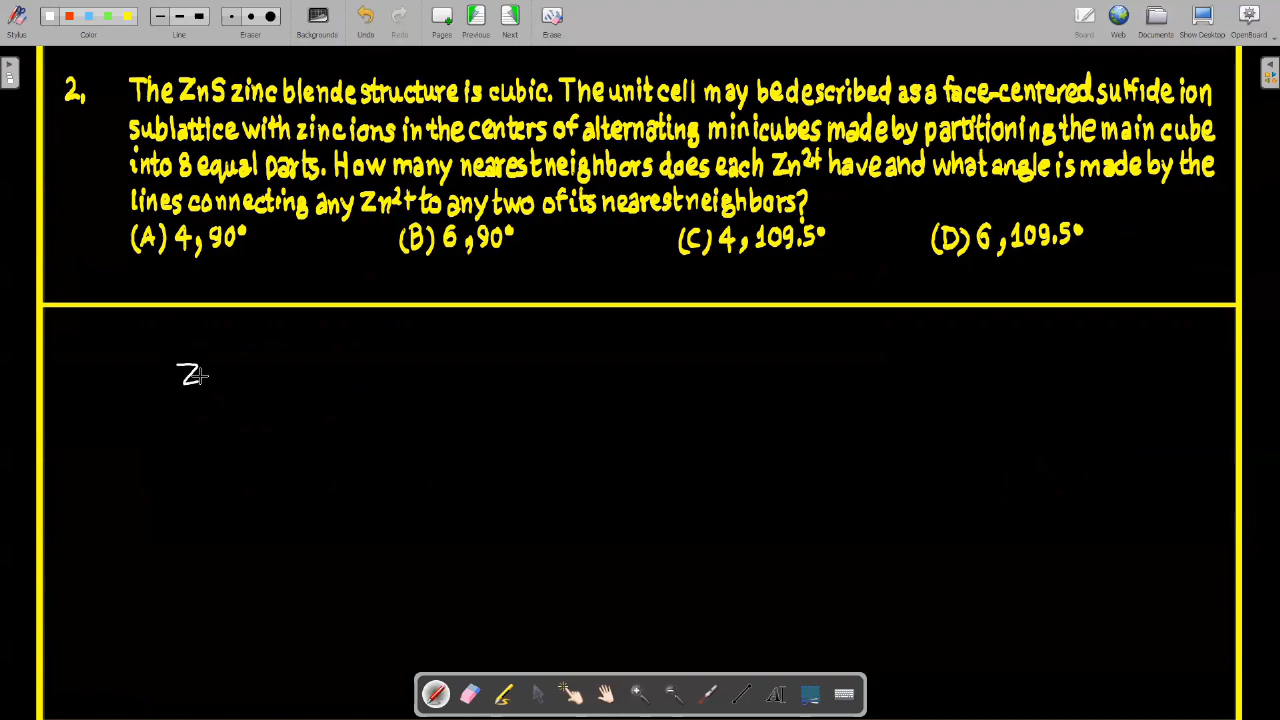 Stylus
Color
Line
Eraser
Backgrounds
Undo
Redo
Pages
Previous
Next
Erase
Board
Web
Documents
Show Desktop
OpenBoard
2. The ZnS zinc blende structure is cubic. The unit cell may be described as a face-centered sulfide ion
sublattice with zinc ions in the centers of alternating minicubes made by partitioning the main cube
into 8 equal parts. How many nearest neighbors does each Zn²⁺ have and what angle is made by the
lines connecting any Zn²⁺ to any two of its nearest neighbors?
(A) 4, 90° (B) 6, 90° (C) 4, 109.5° (D) 6, 109.5°
Z